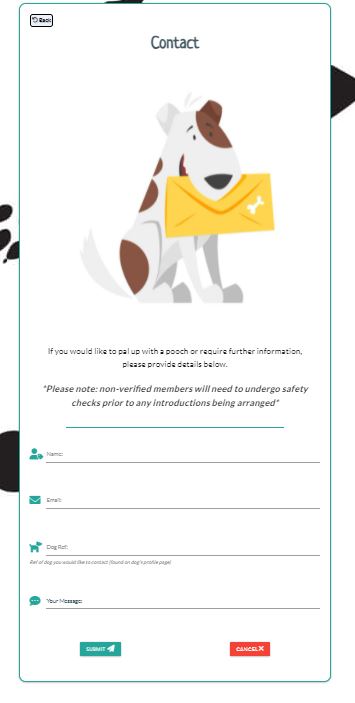 Back
Contact
If you would like to pal up with a pooch or require further information,
please provide details below.
*Please note: non-verified members will need to undergo safety
checks prior to any introductions being arranged*
Name:
Email:
Dog Ref:
Ref of dog you would like to contact (found on dog's profile page)
Your Message:
SUBMIT
CANCEL